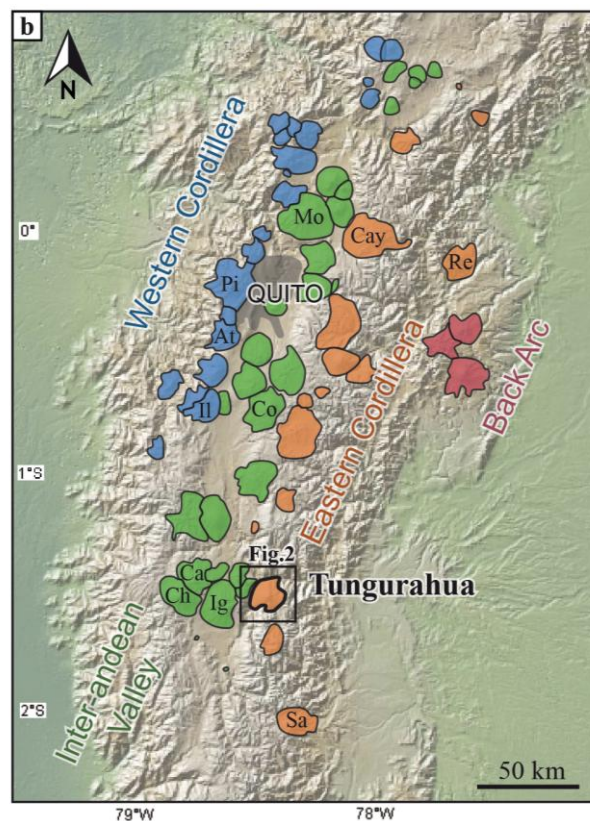 b
N
Western Cordillera
0°
Mo
Cay
Re
Pi
QUITO
At
Back Arc
Il
Co
Eastern Cordillera
1°S
Fig.2
Tungurahua
Ca
Ch
Ig
Inter-andean
Valley
2°S
Sa
50 km
79°W
78°W